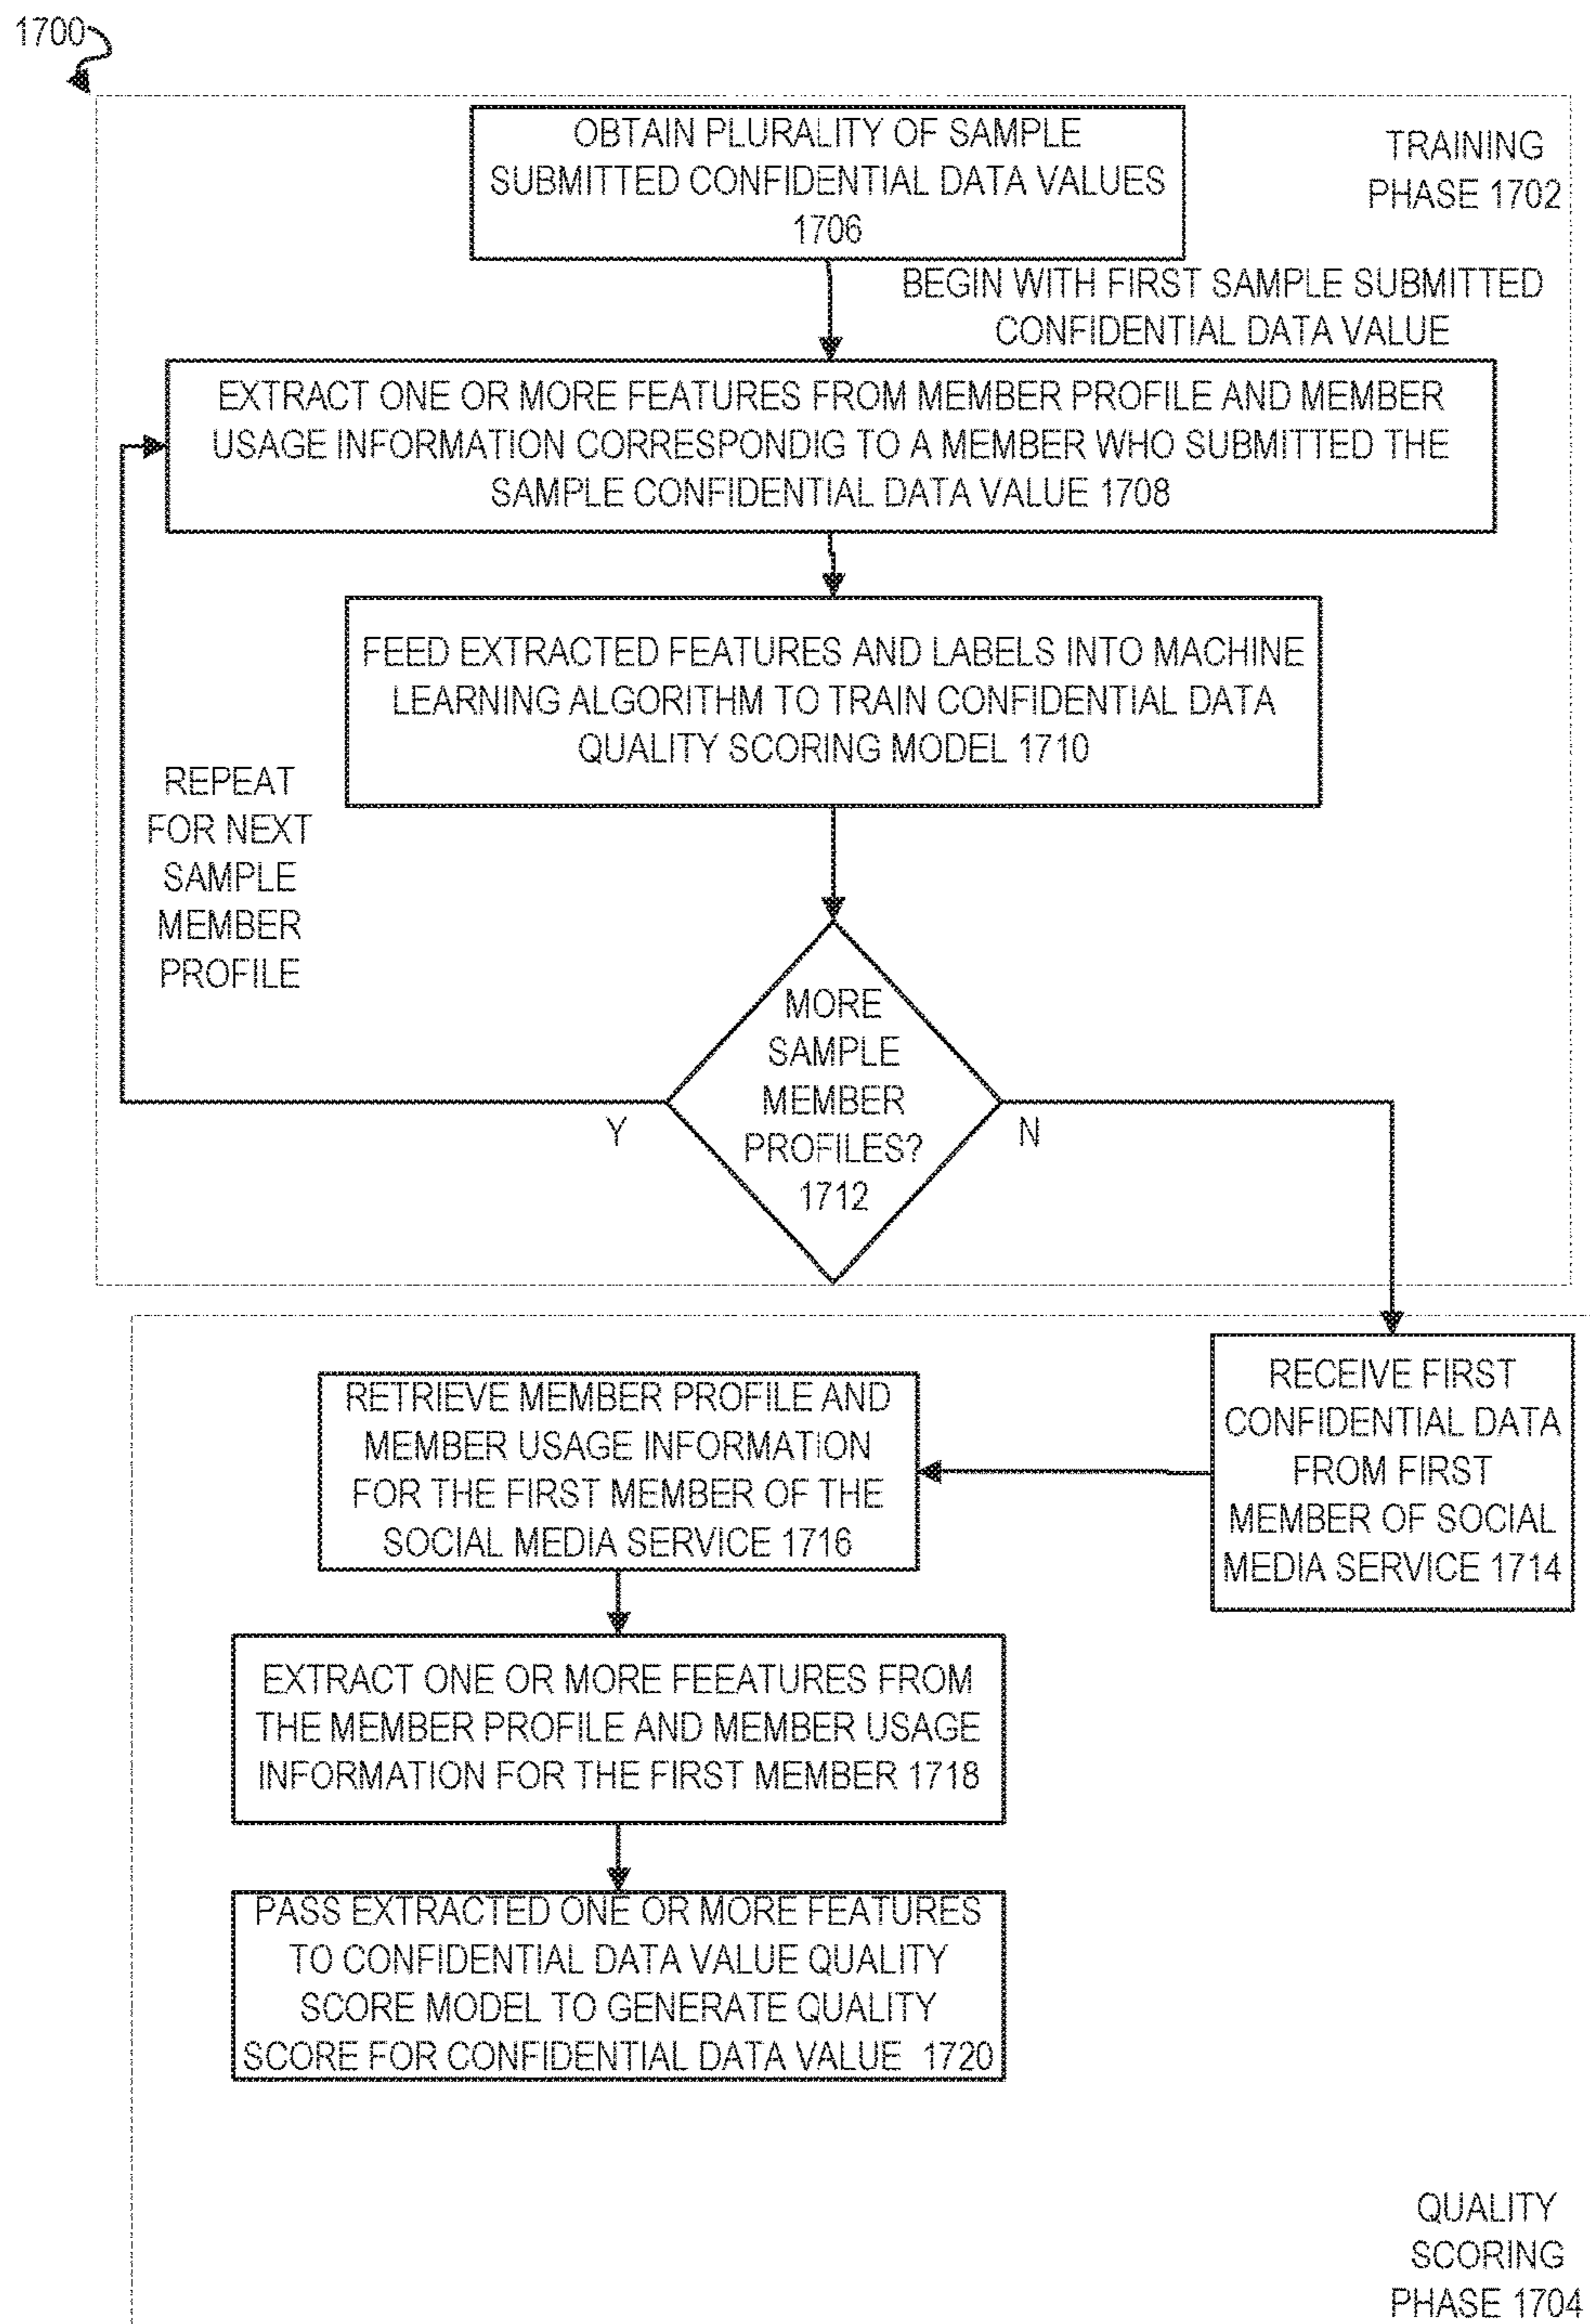 1700
OBTAIN PLURALITY OF SAMPLE
SUBMITTED CONFIDENTIAL DATA VALUES
1706
TRAINING
PHASE 1702
BEGIN WITH FIRST SAMPLE SUBMITTED
CONFIDENTIAL DATA VALUE
EXTRACT ONE OR MORE FEATURES FROM MEMBER PROFILE AND MEMBER
USAGE INFORMATION CORRESPONDIG TO A MEMBER WHO SUBMITTED THE
SAMPLE CONFIDENTIAL DATA VALUE 1708
FEED EXTRACTED FEATURES AND LABELS INTO MACHINE
LEARNING ALGORITHM TO TRAIN CONFIDENTIAL DATA
QUALITY SCORING MODEL 1710
REPEAT
FOR NEXT
SAMPLE
MEMBER
PROFILE
MORE
SAMPLE
MEMBER
PROFILES?
1712
Y
N
RECEIVE FIRST
CONFIDENTIAL DATA
FROM FIRST
MEMBER OF SOCIAL
MEDIA SERVICE 1714
RETRIEVE MEMBER PROFILE AND
MEMBER USAGE INFORMATION
FOR THE FIRST MEMBER OF THE
SOCIAL MEDIA SERVICE 1716
EXTRACT ONE OR MORE FEEATURES FROM
THE MEMBER PROFILE AND MEMBER USAGE
INFORMATION FOR THE FIRST MEMBER 1718
PASS EXTRACTED ONE OR MORE FEATURES
TO CONFIDENTIAL DATA VALUE QUALITY
SCORE MODEL TO GENERATE QUALITY
SCORE FOR CONFIDENTIAL DATA VALUE 1720
QUALITY
SCORING
PHASE 1704